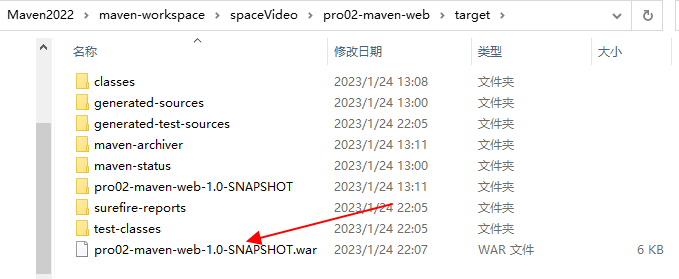 Maven2022 › maven-workspace › spaceVideo › pro02-maven-web › target ›
名称 修改日期 类型 大小
classes 2023/1/24 13:08 文件夹
generated-sources 2023/1/24 13:00 文件夹
generated-test-sources 2023/1/24 22:05 文件夹
maven-archiver 2023/1/24 13:11 文件夹
maven-status 2023/1/24 13:00 文件夹
pro02-maven-web-1.0-SNAPSHOT 2023/1/24 13:11 文件夹
surefire-reports 2023/1/24 22:05 文件夹
test-classes 2023/1/24 22:05 文件夹
pro02-maven-web-1.0-SNAPSHOT.war 2023/1/24 22:07 WAR 文件 6 KB